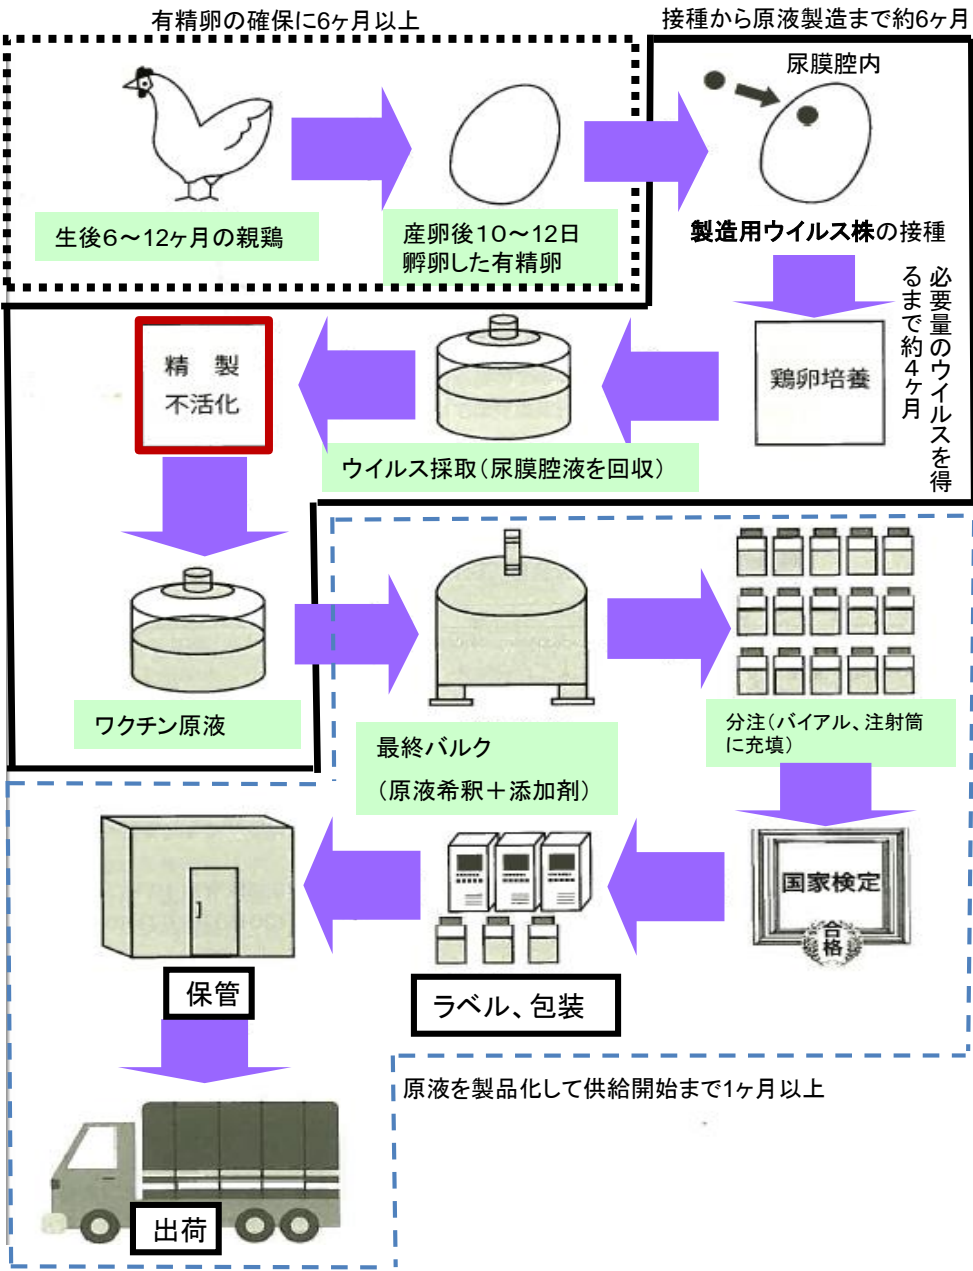 有精卵の確保に6ヶ月以上
接種から原液製造まで約6ヶ月
尿膜腔内
生後6～12ヶ月の親鶏
産卵後10～12日
孵卵した有精卵
製造用ウイルス株の接種
必要量のウイルスを得
るまで約4ヶ月
鶏卵培養
ウイルス採取(尿膜腔液を回収)
精 製
不活化
ワクチン原液
最終バルク
(原液希釈＋添加剤)
分注(バイアル、注射筒
に充填)
国家検定
合格
ラベル、包装
保管
出荷
原液を製品化して供給開始まで1ヶ月以上